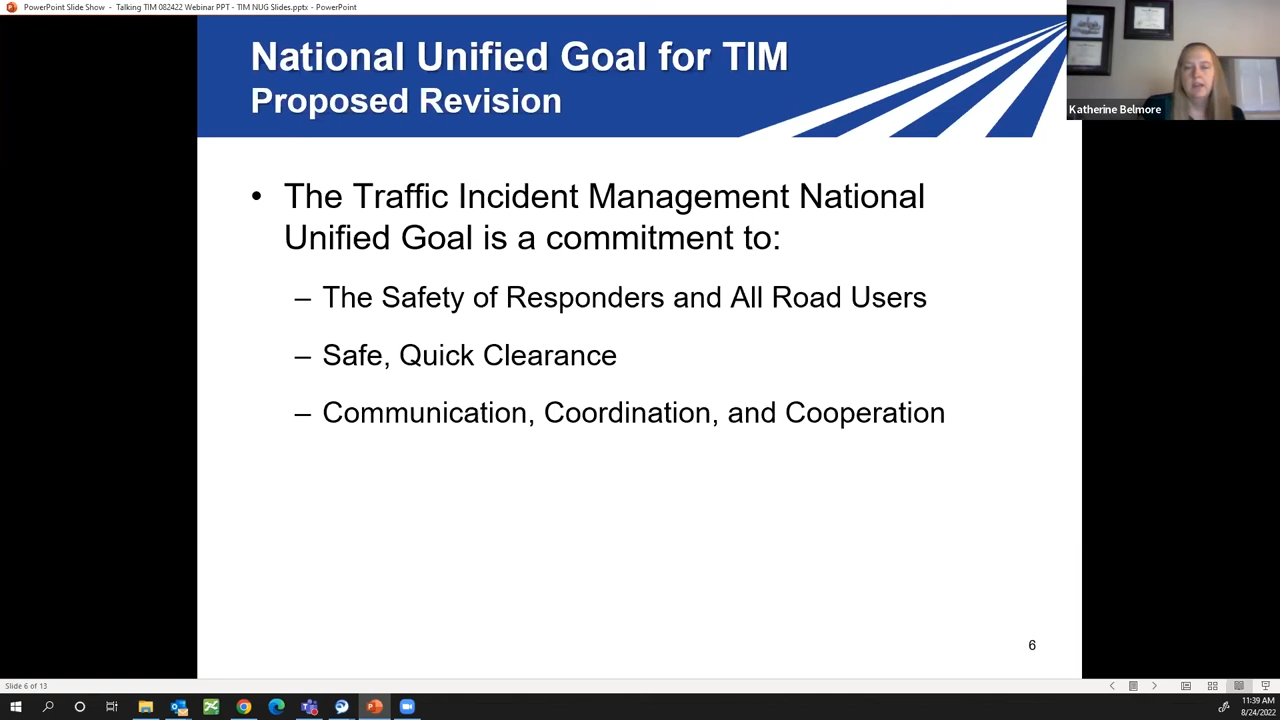 PowerPoint Slide Show - Talking TIM 082422 Webinar PPT - TIM NUG Slides.pptx - PowerPoint
National Unified Goal for TIM
Proposed Revision
Katherine Belmore
• The Traffic Incident Management National
Unified Goal is a commitment to:
– The Safety of Responders and All Road Users
– Safe, Quick Clearance
– Communication, Coordination, and Cooperation
6
Slide 6 of 13
11:39 AM
8/24/2022